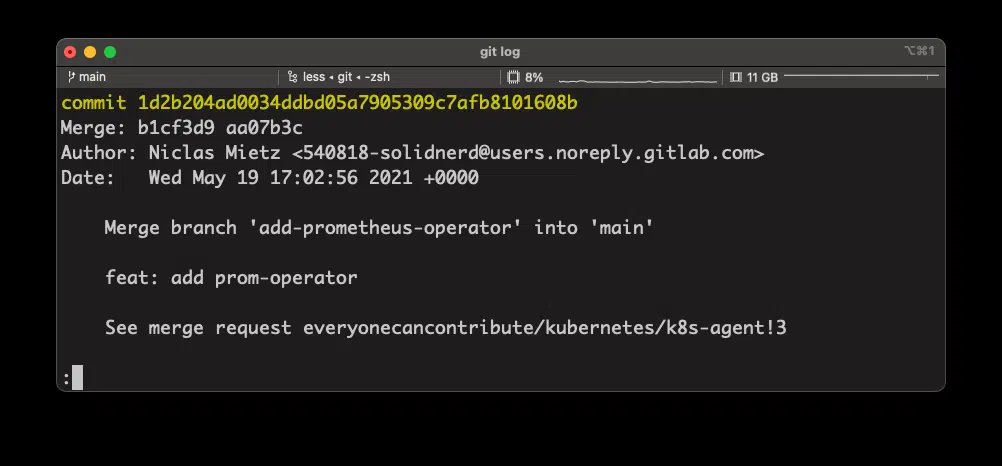 git log
⌥⌘1
main
less ◂ git ◂ -zsh
8%
11 GB
commit 1d2b204ad0034ddbd05a7905309c7afb8101608b
Merge: b1cf3d9 aa07b3c
Author: Niclas Mietz <540818-solidnerd@users.noreply.gitlab.com>
Date:   Wed May 19 17:02:56 2021 +0000
Merge branch 'add-prometheus-operator' into 'main'
feat: add prom-operator
See merge request everyonecancontribute/kubernetes/k8s-agent!3
: